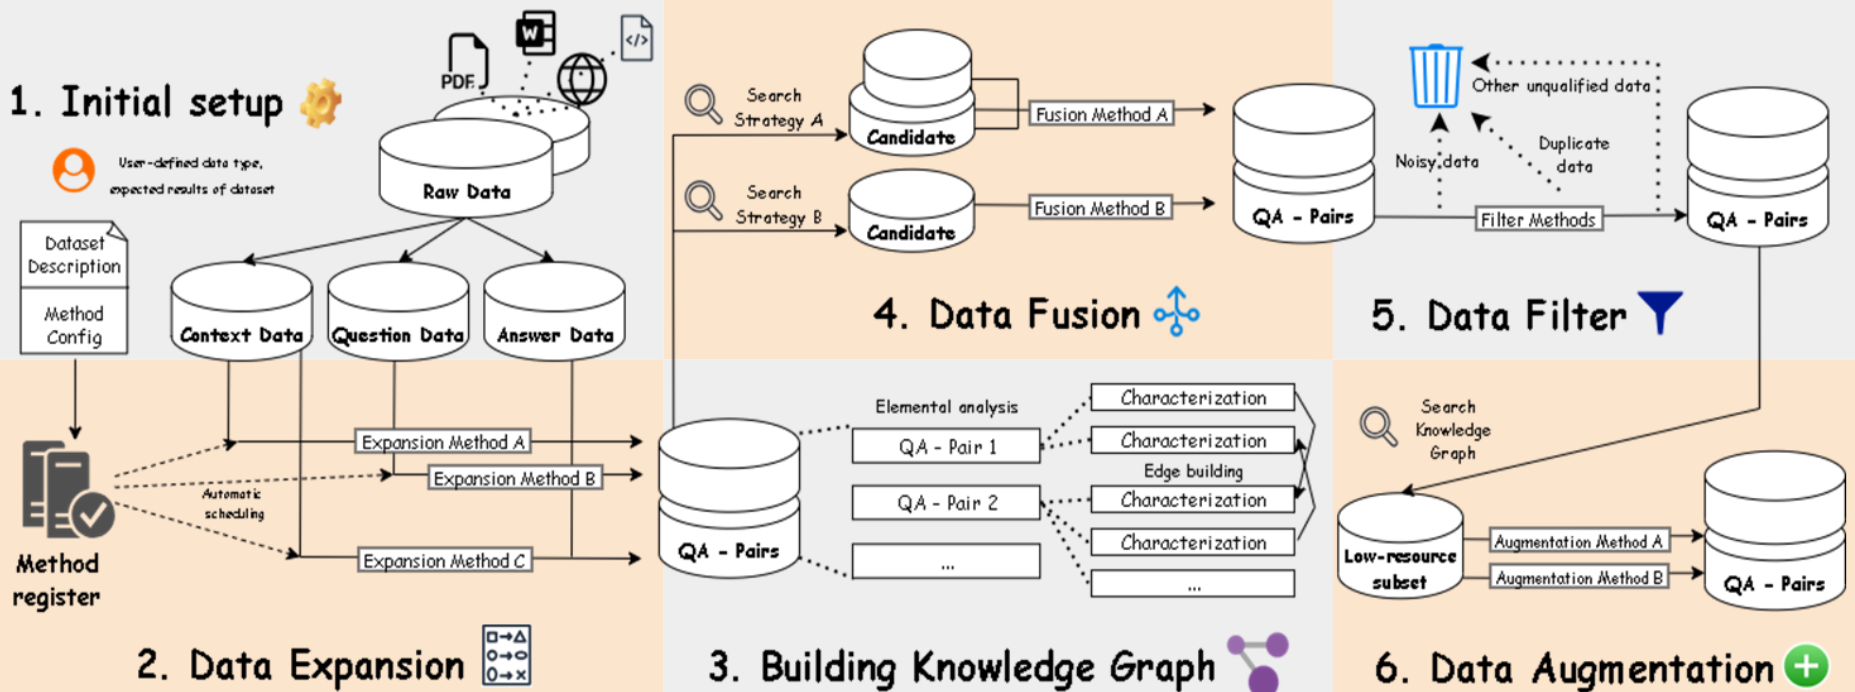 1. Initial setup
User-defined data type,
expected results of dataset
PDF
W
</>
Raw Data
Dataset
Description
Method
Config
Context Data
Question Data
Answer Data
Expansion Method A
Expansion Method B
Automatic
scheduling
Expansion Method C
Method
register
2. Data Expansion
QA - Pairs
Elemental analysis
QA - Pair 1
QA - Pair 2
...
Characterization
Characterization
Edge building
Characterization
Characterization
...
3. Building Knowledge Graph
Search
Strategy A
Candidate
Fusion Method A
Search
Strategy B
Candidate
Fusion Method B
4. Data Fusion
QA - Pairs
Other unqualified data
Noisy data
Duplicate
data
Filter Methods
QA - Pairs
5. Data Filter
Search
Knowledge
Graph
Low-resource
subset
Augmentation Method A
Augmentation Method B
QA - Pairs
6. Data Augmentation